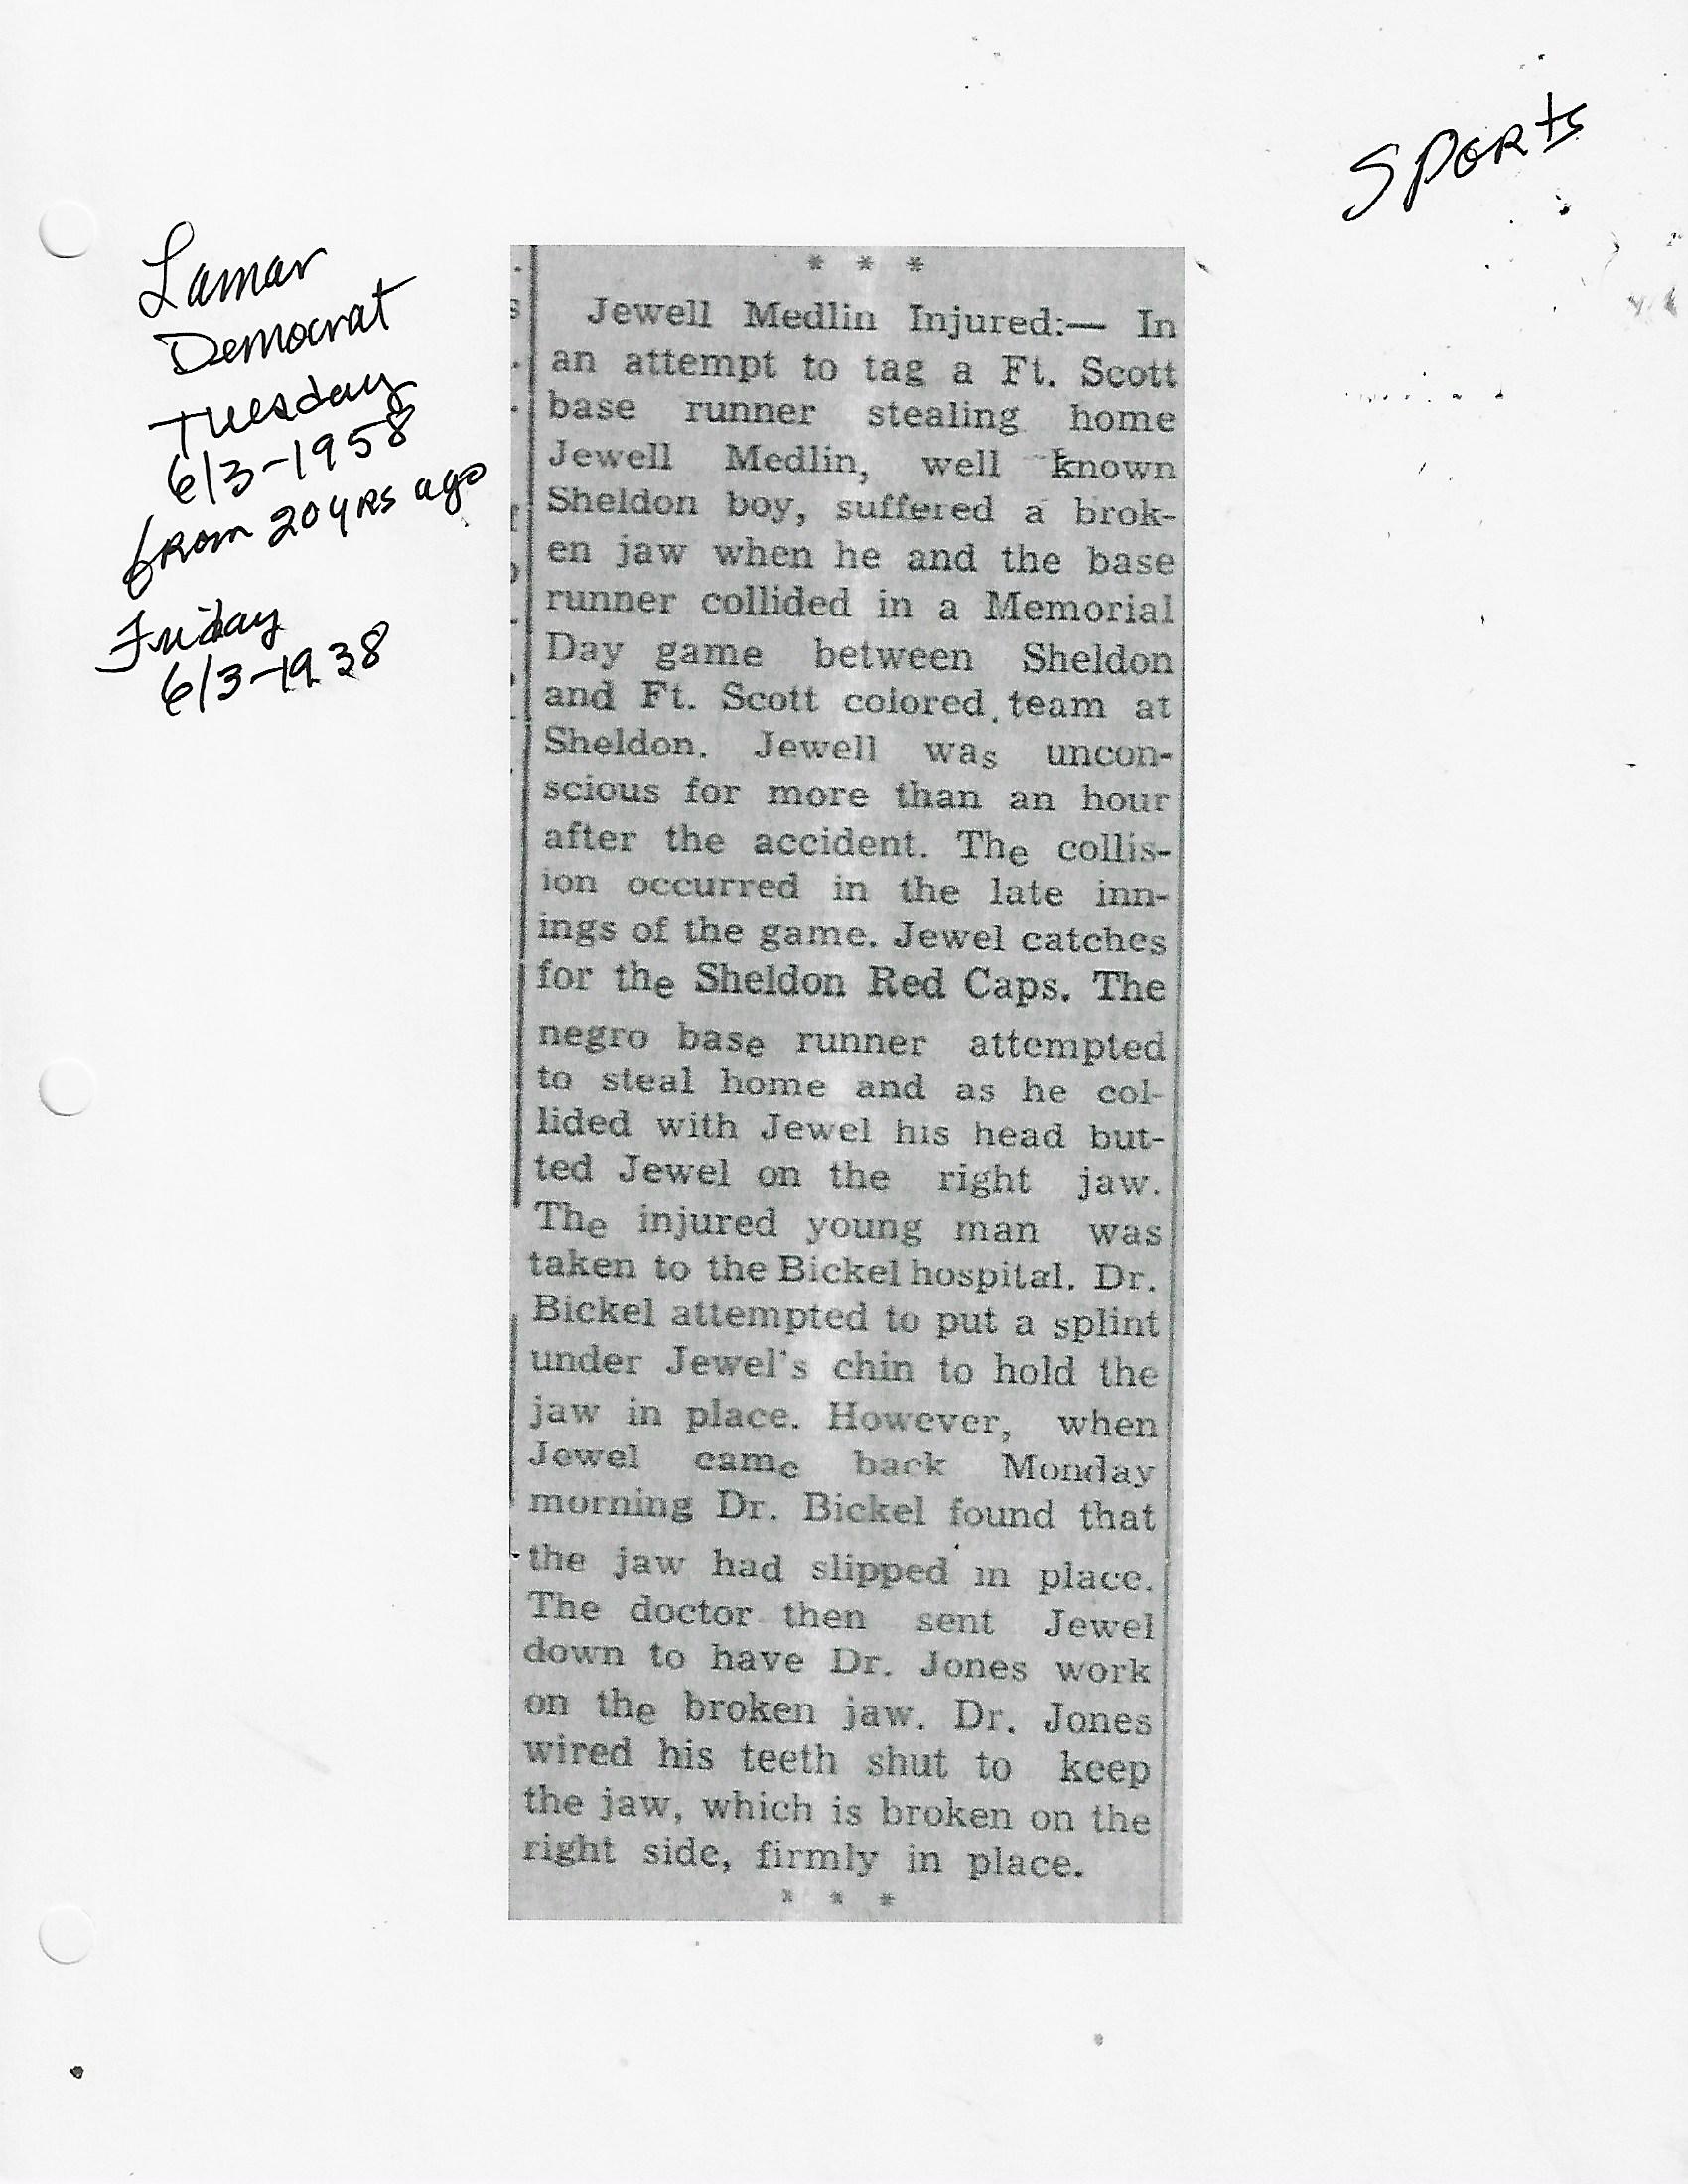 Sports
Lamar
Democrat
Tuesday
6/3-1958
from 20 yrs ago
Friday
6/3-1938
* * *
Jewell Medlin Injured:— In
an attempt to tag a Ft. Scott
base runner stealing home
Jewell Medlin, well known
Sheldon boy, suffered a brok-
en jaw when he and the base
runner collided in a Memorial
Day game between Sheldon
and Ft. Scott colored team at
Sheldon. Jewell was uncon-
scious for more than an hour
after the accident. The collis-
ion occurred in the late inn-
ings of the game. Jewel catches
for the Sheldon Red Caps. The
negro base runner attempted
to steal home and as he col-
lided with Jewel his head but-
ted Jewel on the right jaw.
The injured young man was
taken to the Bickel hospital. Dr.
Bickel attempted to put a splint
under Jewel's chin to hold the
jaw in place. However, when
Jewel came back Monday
morning Dr. Bickel found that
the jaw had slipped in place.
The doctor then sent Jewel
down to have Dr. Jones work
on the broken jaw. Dr. Jones
wired his teeth shut to keep
the jaw, which is broken on the
right side, firmly in place.
* * *